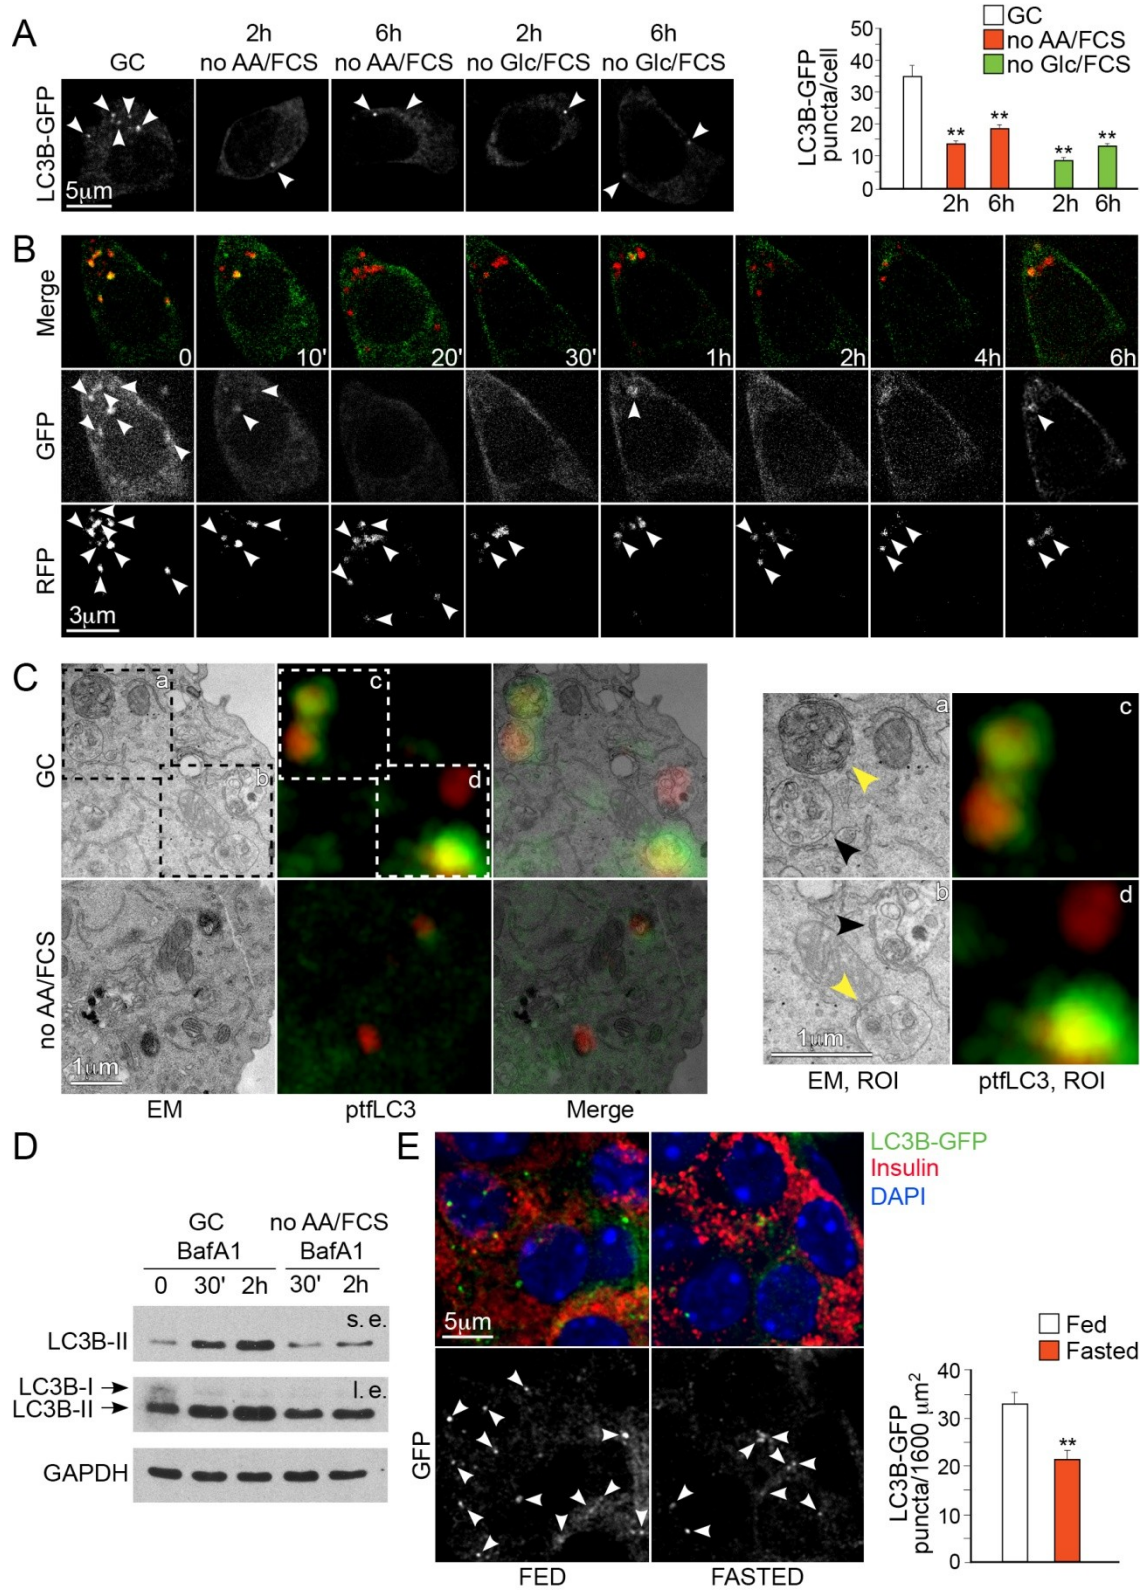 A
GC
2h
no AA/FCS
6h
no AA/FCS
2h
no Glc/FCS
6h
no Glc/FCS
LC3B-GFP
5µm
GC
no AA/FCS
no Glc/FCS
LC3B-GFP
puncta/cell
50
40
30
20
10
0
**
**
**
**
2h
6h
2h
6h
B
Merge
0
10'
20'
30'
1h
2h
4h
6h
GFP
RFP
3µm
C
GC
a
b
c
d
no AA/FCS
1µm
EM
ptfLC3
Merge
a
c
b
d
1µm
EM, ROI
ptfLC3, ROI
D
GC
BafA1
no AA/FCS
BafA1
0
30'
2h
30'
2h
s.e.
LC3B-II
l.e.
LC3B-I
LC3B-II
GAPDH
E
LC3B-GFP
Insulin
DAPI
5µm
GFP
FED
FASTED
Fed
Fasted
LC3B-GFP
puncta/1600 µm²
40
30
20
10
0
**